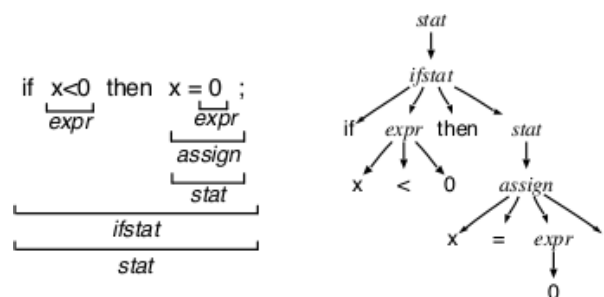 if x<0 then x = 0 ;
expr expr
assign
stat
ifstat
stat
stat
ifstat
if expr then stat
x < 0 assign
x = expr
0